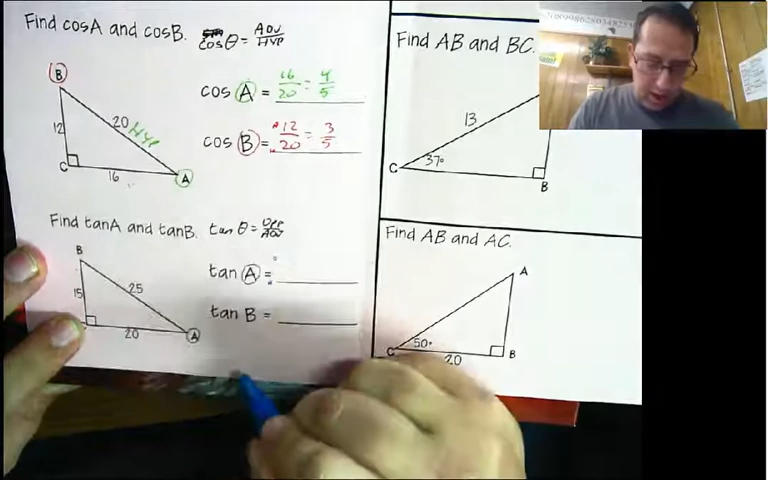 Find cosA and cosB.
cosθ = ADJ/HYP
B
12
20
HYP
C
16
A
cos A = 16/20 = 4/5
cos B = 12/20 = 3/5
Find tanA and tanB.
tanθ = OPP/ADJ
B
15
25
20
A
tan A =
tan B =
Find AB and BC.
13
C
37°
B
Find AB and AC.
A
C
50°
20
B